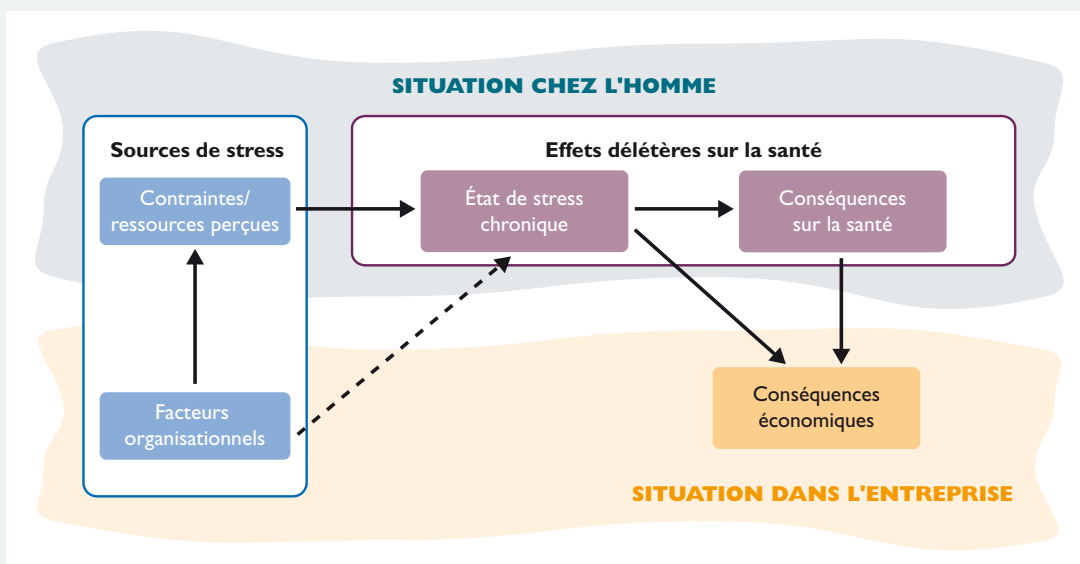 SITUATION CHEZ L'HOMME
Sources de stress
Contraintes/
ressources perçues
Facteurs
organisationnels
Effets délétères sur la santé
État de stress
chronique
Conséquences
sur la santé
Conséquences
économiques
SITUATION DANS L'ENTREPRISE